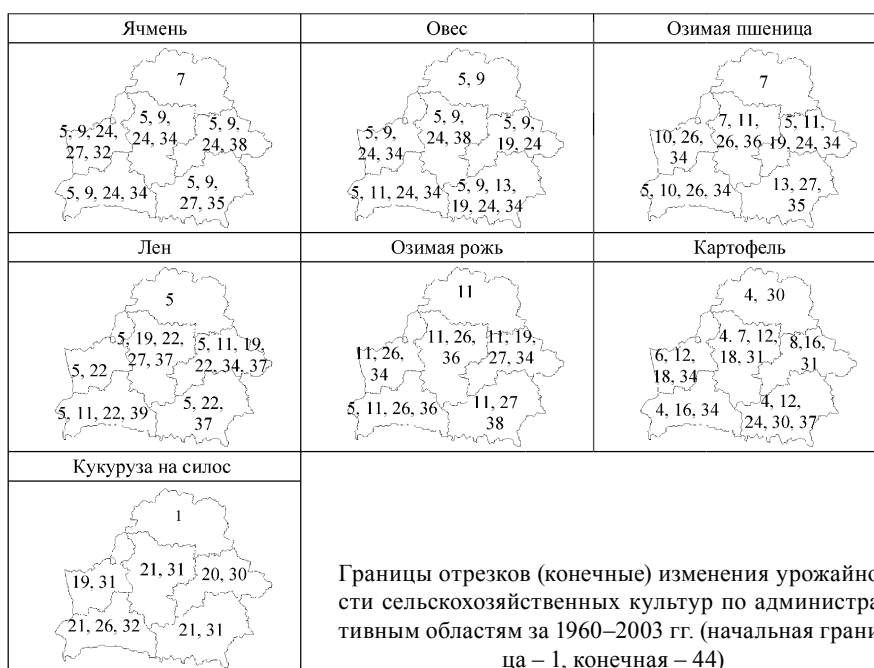 Ячмень
7
5, 9, 24,
27, 32
5, 9,
24, 34
5, 9,
24, 38
5, 9, 24, 34
5, 9,
27, 35
Овес
5, 9
5, 9,
24, 34
5, 9,
24, 38
5, 9,
19, 24
5, 11, 24, 34
5, 9, 13,
19, 24, 34
Озимая пшеница
7
10, 26,
34
7, 11,
26, 36
5, 11,
19, 24, 34
5, 10, 26, 34
13, 27,
35
Лен
5
5, 22
5, 19, 22,
27, 37
5, 11, 19,
22, 34, 37
5, 11, 22, 39
5, 22,
37
Озимая рожь
11
11, 26,
34
11, 26,
36
11, 19,
27, 34
5, 11, 26, 36
11, 27
38
Картофель
4, 30
6, 12,
18, 34
4. 7, 12,
18, 31
8,16,
31
4, 16, 34
4, 12,
24, 30, 37
Кукуруза на силос
1
19, 31
21, 31
20, 30
21, 26, 32
21, 31
Границы отрезков (конечные) изменения урожайно
сти сельскохозяйственных культур по администра
тивным областям за 1960–2003 гг. (начальная грани
ца – 1, конечная – 44)